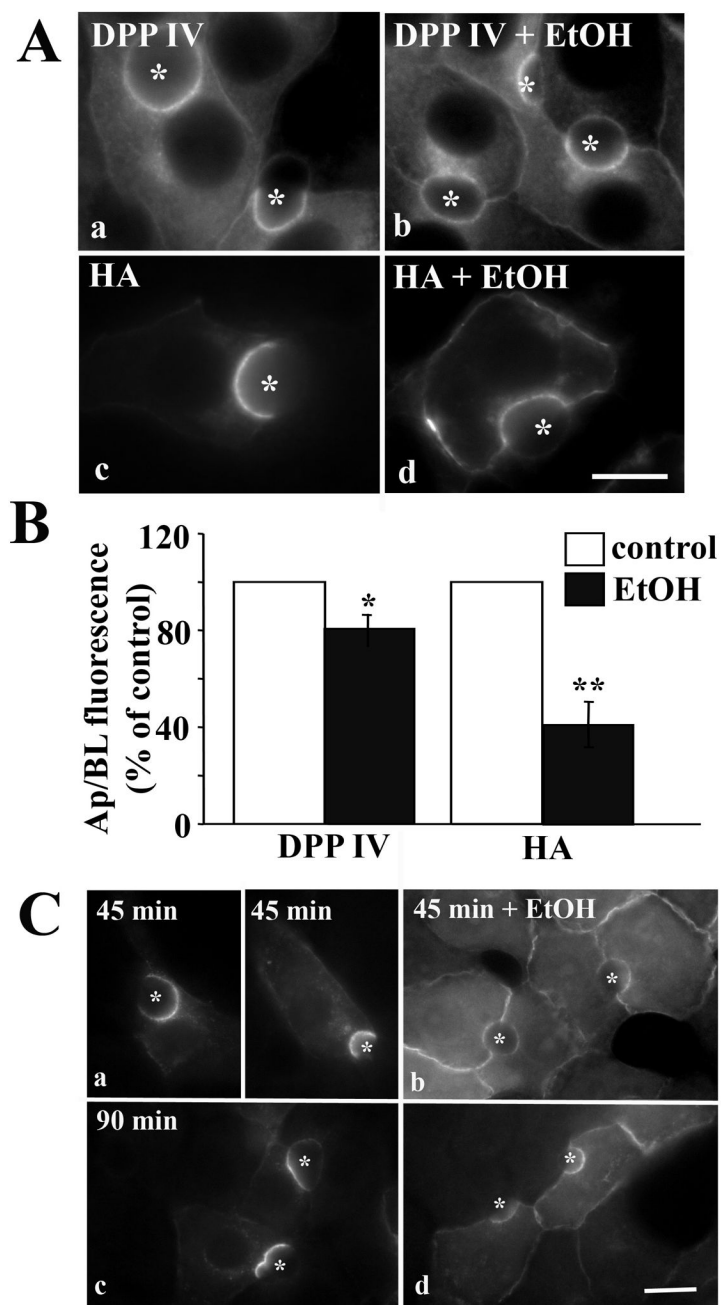 A
DPP IV
DPP IV + EtOH
*
*
*
*
*
a
b
HA
HA + EtOH
*
*
c
d
B
Ap/BL fluorescence
(% of control)
120
80
40
0
control
EtOH
*
**
DPP IV
HA
C
45 min
45 min
45 min + EtOH
*
*
*
*
a
b
90 min
*
*
*
*
c
d